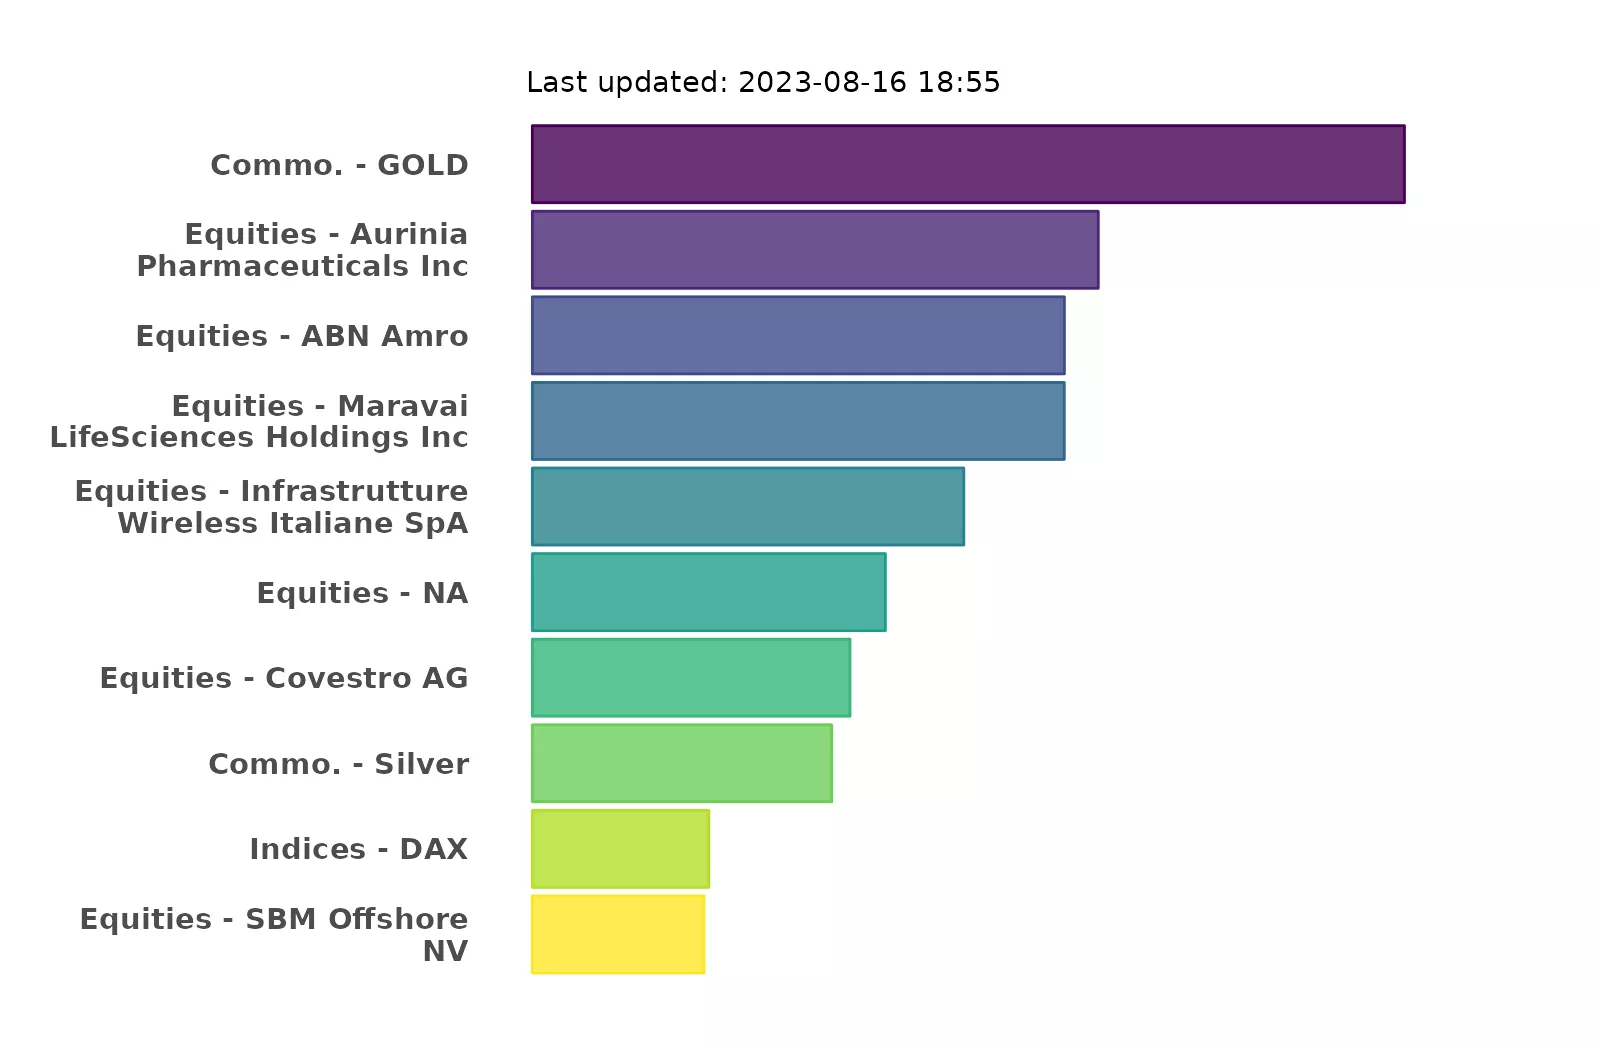 Last updated: 2023-08-16 18:55
Commo. - GOLD
Equities - Aurinia
Pharmaceuticals Inc
Equities - ABN Amro
Equities - Maravai
LifeSciences Holdings Inc
Equities - Infrastrutture
Wireless Italiane SpA
Equities - NA
Equities - Covestro AG
Commo. - Silver
Indices - DAX
Equities - SBM Offshore
NV